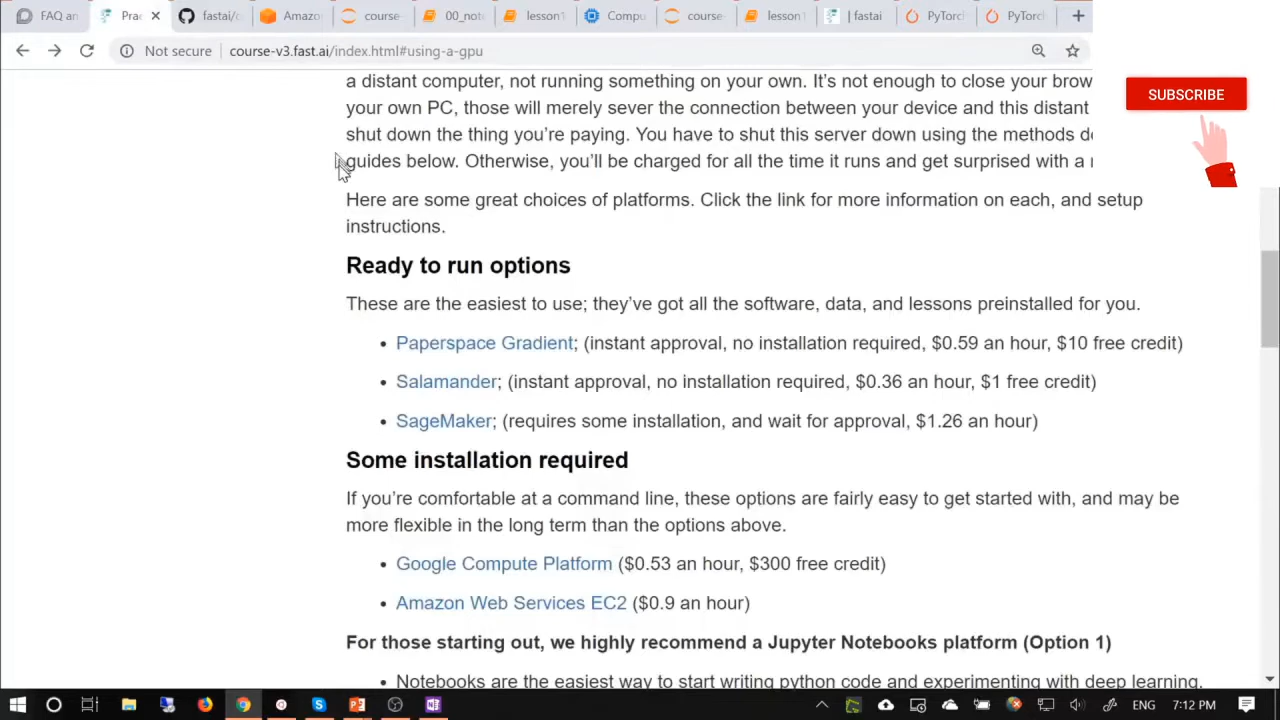 FAQ an
Prac
fastai/c
Amazo
course
00_not
lesson1
Compu
course
lesson1
| fastai
PyTorch
PyTorch
Not secure
course-v3.fast.ai/index.html#using-a-gpu
SUBSCRIBE
a distant computer, not running something on your own. It's not enough to close your brow
your own PC, those will merely sever the connection between your device and this distant
shut down the thing you're paying. You have to shut this server down using the methods de
guides below. Otherwise, you'll be charged for all the time it runs and get surprised with a
Here are some great choices of platforms. Click the link for more information on each, and setup
instructions.
Ready to run options
These are the easiest to use; they've got all the software, data, and lessons preinstalled for you.
• Paperspace Gradient; (instant approval, no installation required, $0.59 an hour, $10 free credit)
• Salamander; (instant approval, no installation required, $0.36 an hour, $1 free credit)
• SageMaker; (requires some installation, and wait for approval, $1.26 an hour)
Some installation required
If you're comfortable at a command line, these options are fairly easy to get started with, and may be
more flexible in the long term than the options above.
• Google Compute Platform ($0.53 an hour, $300 free credit)
• Amazon Web Services EC2 ($0.9 an hour)
For those starting out, we highly recommend a Jupyter Notebooks platform (Option 1)
• Notebooks are the easiest way to start writing python code and experimenting with deep learning.
ENG
7:12 PM